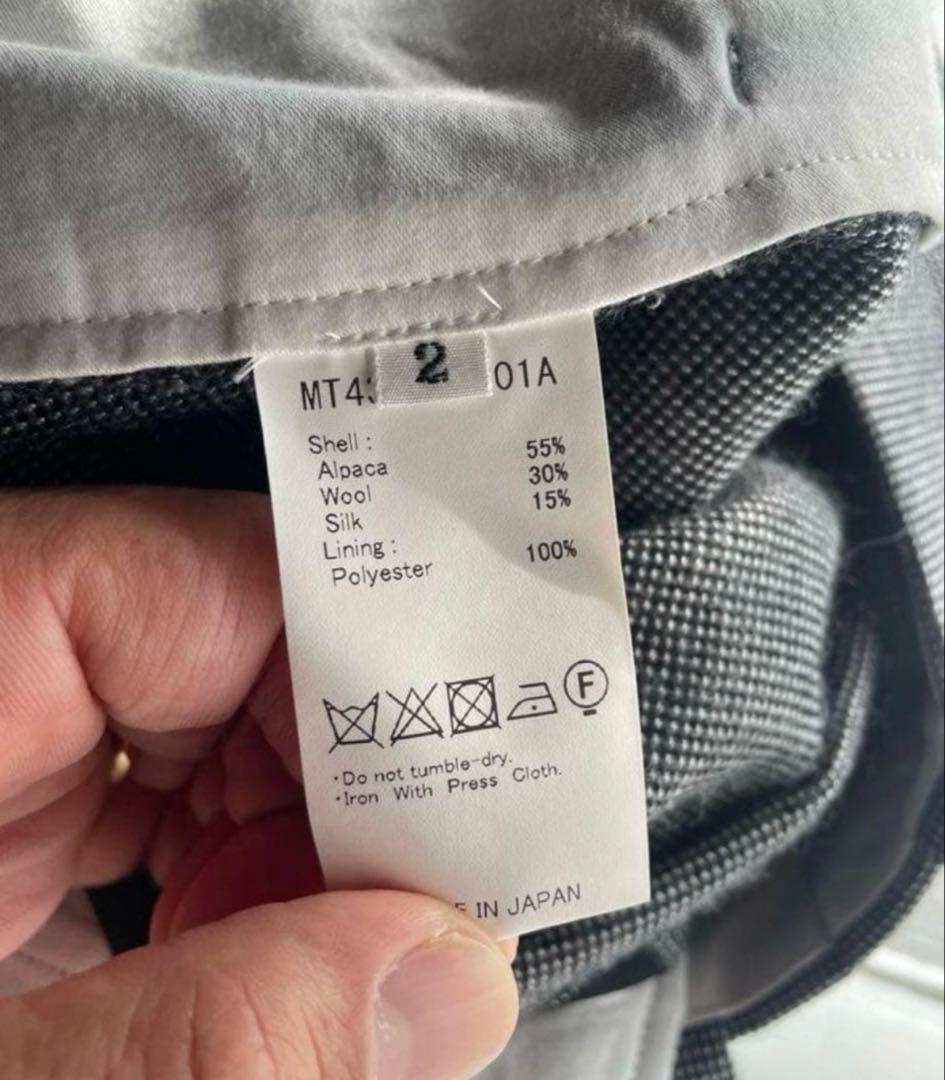 2
MT4 01A
Shell :
Alpaca 55%
Wool 30%
Silk 15%
Lining :
Polyester 100%
F
·Do not tumble-dry.
·Iron With Press Cloth.
IN JAPAN